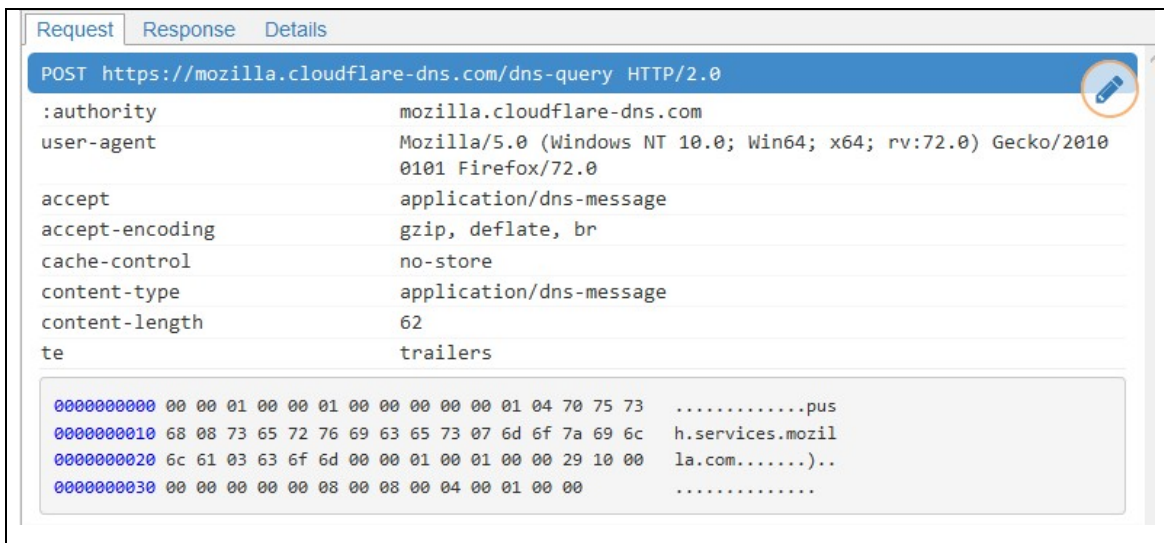 Request Response Details
POST https://mozilla.cloudflare-dns.com/dns-query HTTP/2.0
:authority mozilla.cloudflare-dns.com
user-agent Mozilla/5.0 (Windows NT 10.0; Win64; x64; rv:72.0) Gecko/2010
0101 Firefox/72.0
accept application/dns-message
accept-encoding gzip, deflate, br
cache-control no-store
content-type application/dns-message
content-length 62
te trailers
0000000000 00 00 01 00 00 01 00 00 00 00 00 01 04 70 75 73 .............pus
0000000010 68 08 73 65 72 76 69 63 65 73 07 6d 6f 7a 69 6c h.services.mozil
0000000020 6c 61 03 63 6f 6d 00 00 01 00 01 00 00 29 10 00 la.com.......)..
0000000030 00 00 00 00 00 08 00 08 00 04 00 01 00 00 ..............